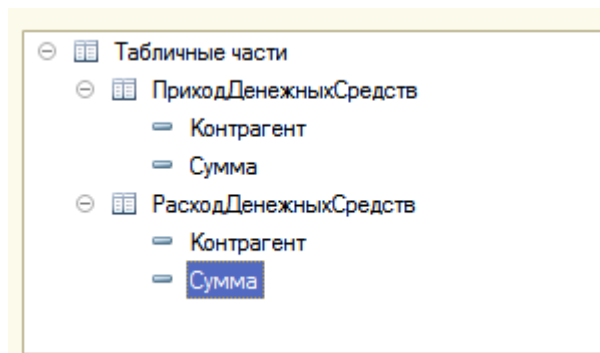 Табличные части
ПриходДенежныхСредств
Контрагент
Сумма
РасходДенежныхСредств
Контрагент
Сумма